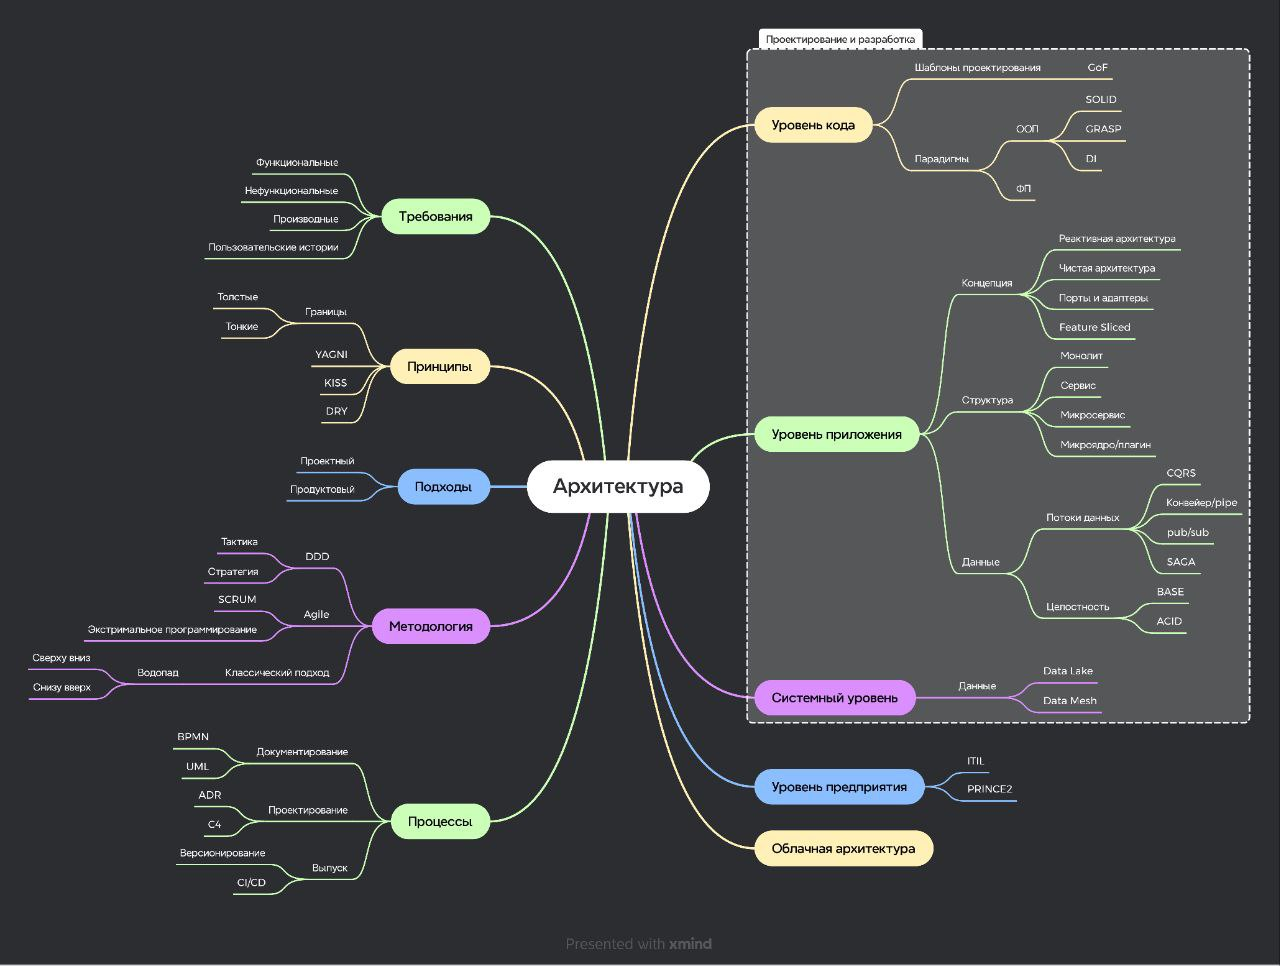 Проектирование и разработка
Шаблоны проектирования
GoF
Уровень кода
SOLID
ООП
GRASP
Парадигмы
DI
ФП
Функциональные
Нефункциональные
Требования
Производные
Пользовательские истории
Реактивная архитектура
Концепция
Чистая архитектура
Порты и адаптеры
Feature Sliced
Толстые
Границы
Тонкие
YAGNI
Принципы
KISS
DRY
Монолит
Сервис
Структура
Микросервис
Микроядро/плагин
Уровень приложения
Проектный
Подходы
Продуктовый
Архитектура
CQRS
Потоки данных
Конвейер/pipe
pub/sub
SAGA
Данные
BASE
Целостность
ACID
Тактика
DDD
Стратегия
SCRUM
Agile
Методология
Экстримальное программирование
Сверху вниз
Водопад
Классический подход
Снизу вверх
Системный уровень
Данные
Data Lake
Data Mesh
BPMN
Документирование
UML
ADR
Проектирование
C4
Процессы
Версионирование
Выпуск
CI/CD
Уровень предприятия
ITIL
PRINCE2
Облачная архитектура
Presented with xmind